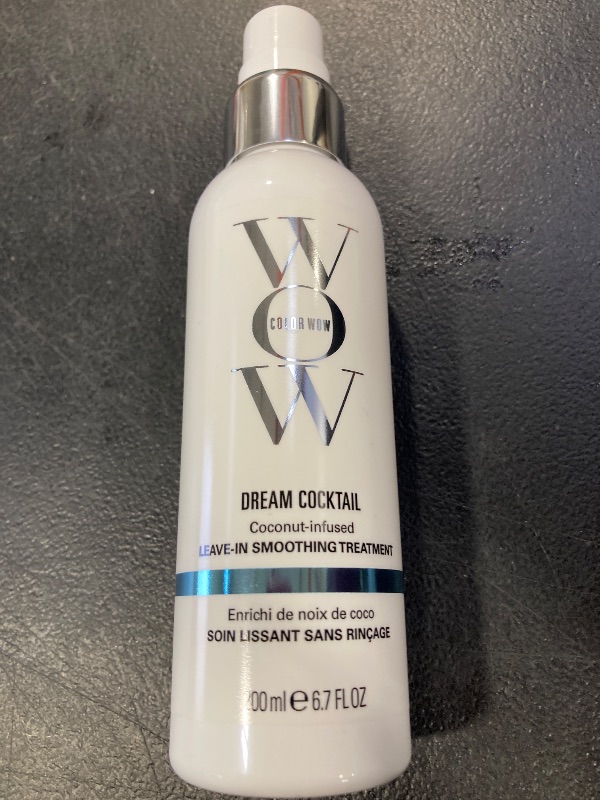 W
O
COLOR WOW
W
DREAM COCKTAIL
Coconut-infused
LEAVE-IN SMOOTHING TREATMENT
Enrichi de noix de coco
SOIN LISSANT SANS RINÇAGE
200ml e 6.7 FL OZ